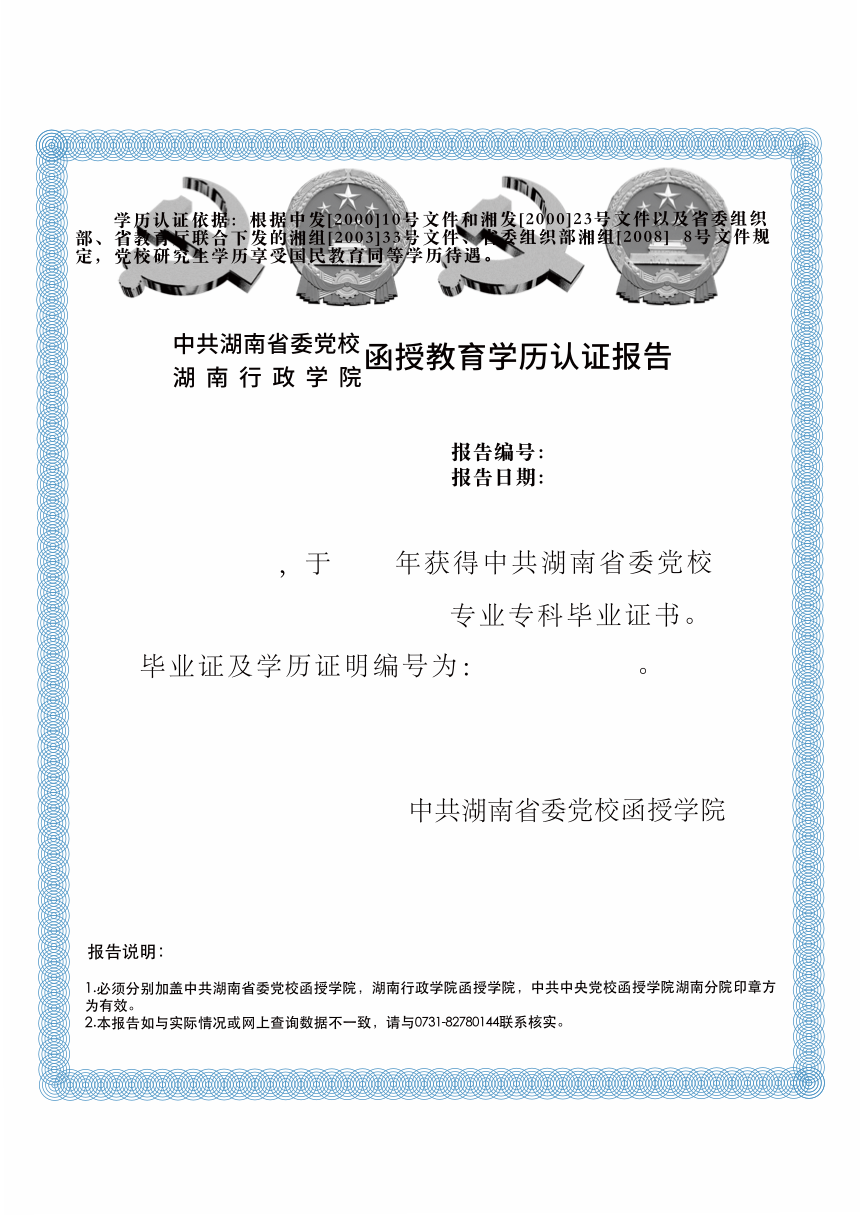 学历认证依据：根据中发[2000]10号文件和湘发[2000]23号文件以及省委组织
部、省教育厅联合下发的湘组[2003]33号文件、省委组织部湘组[2008] 8号文件规
定，党校研究生学历享受国民教育同等学历待遇。
中共湖南省委党校
湖南行政学院
函授教育学历认证报告
报告编号：
报告日期：
，于 年获得中共湖南省委党校
专业专科毕业证书。
毕业证及学历证明编号为： 。
中共湖南省委党校函授学院
报告说明：
1.必须分别加盖中共湖南省委党校函授学院，湖南行政学院函授学院，中共中央党校函授学院湖南分院印章方
为有效。
2.本报告如与实际情况或网上查询数据不一致，请与0731-82780144联系核实。